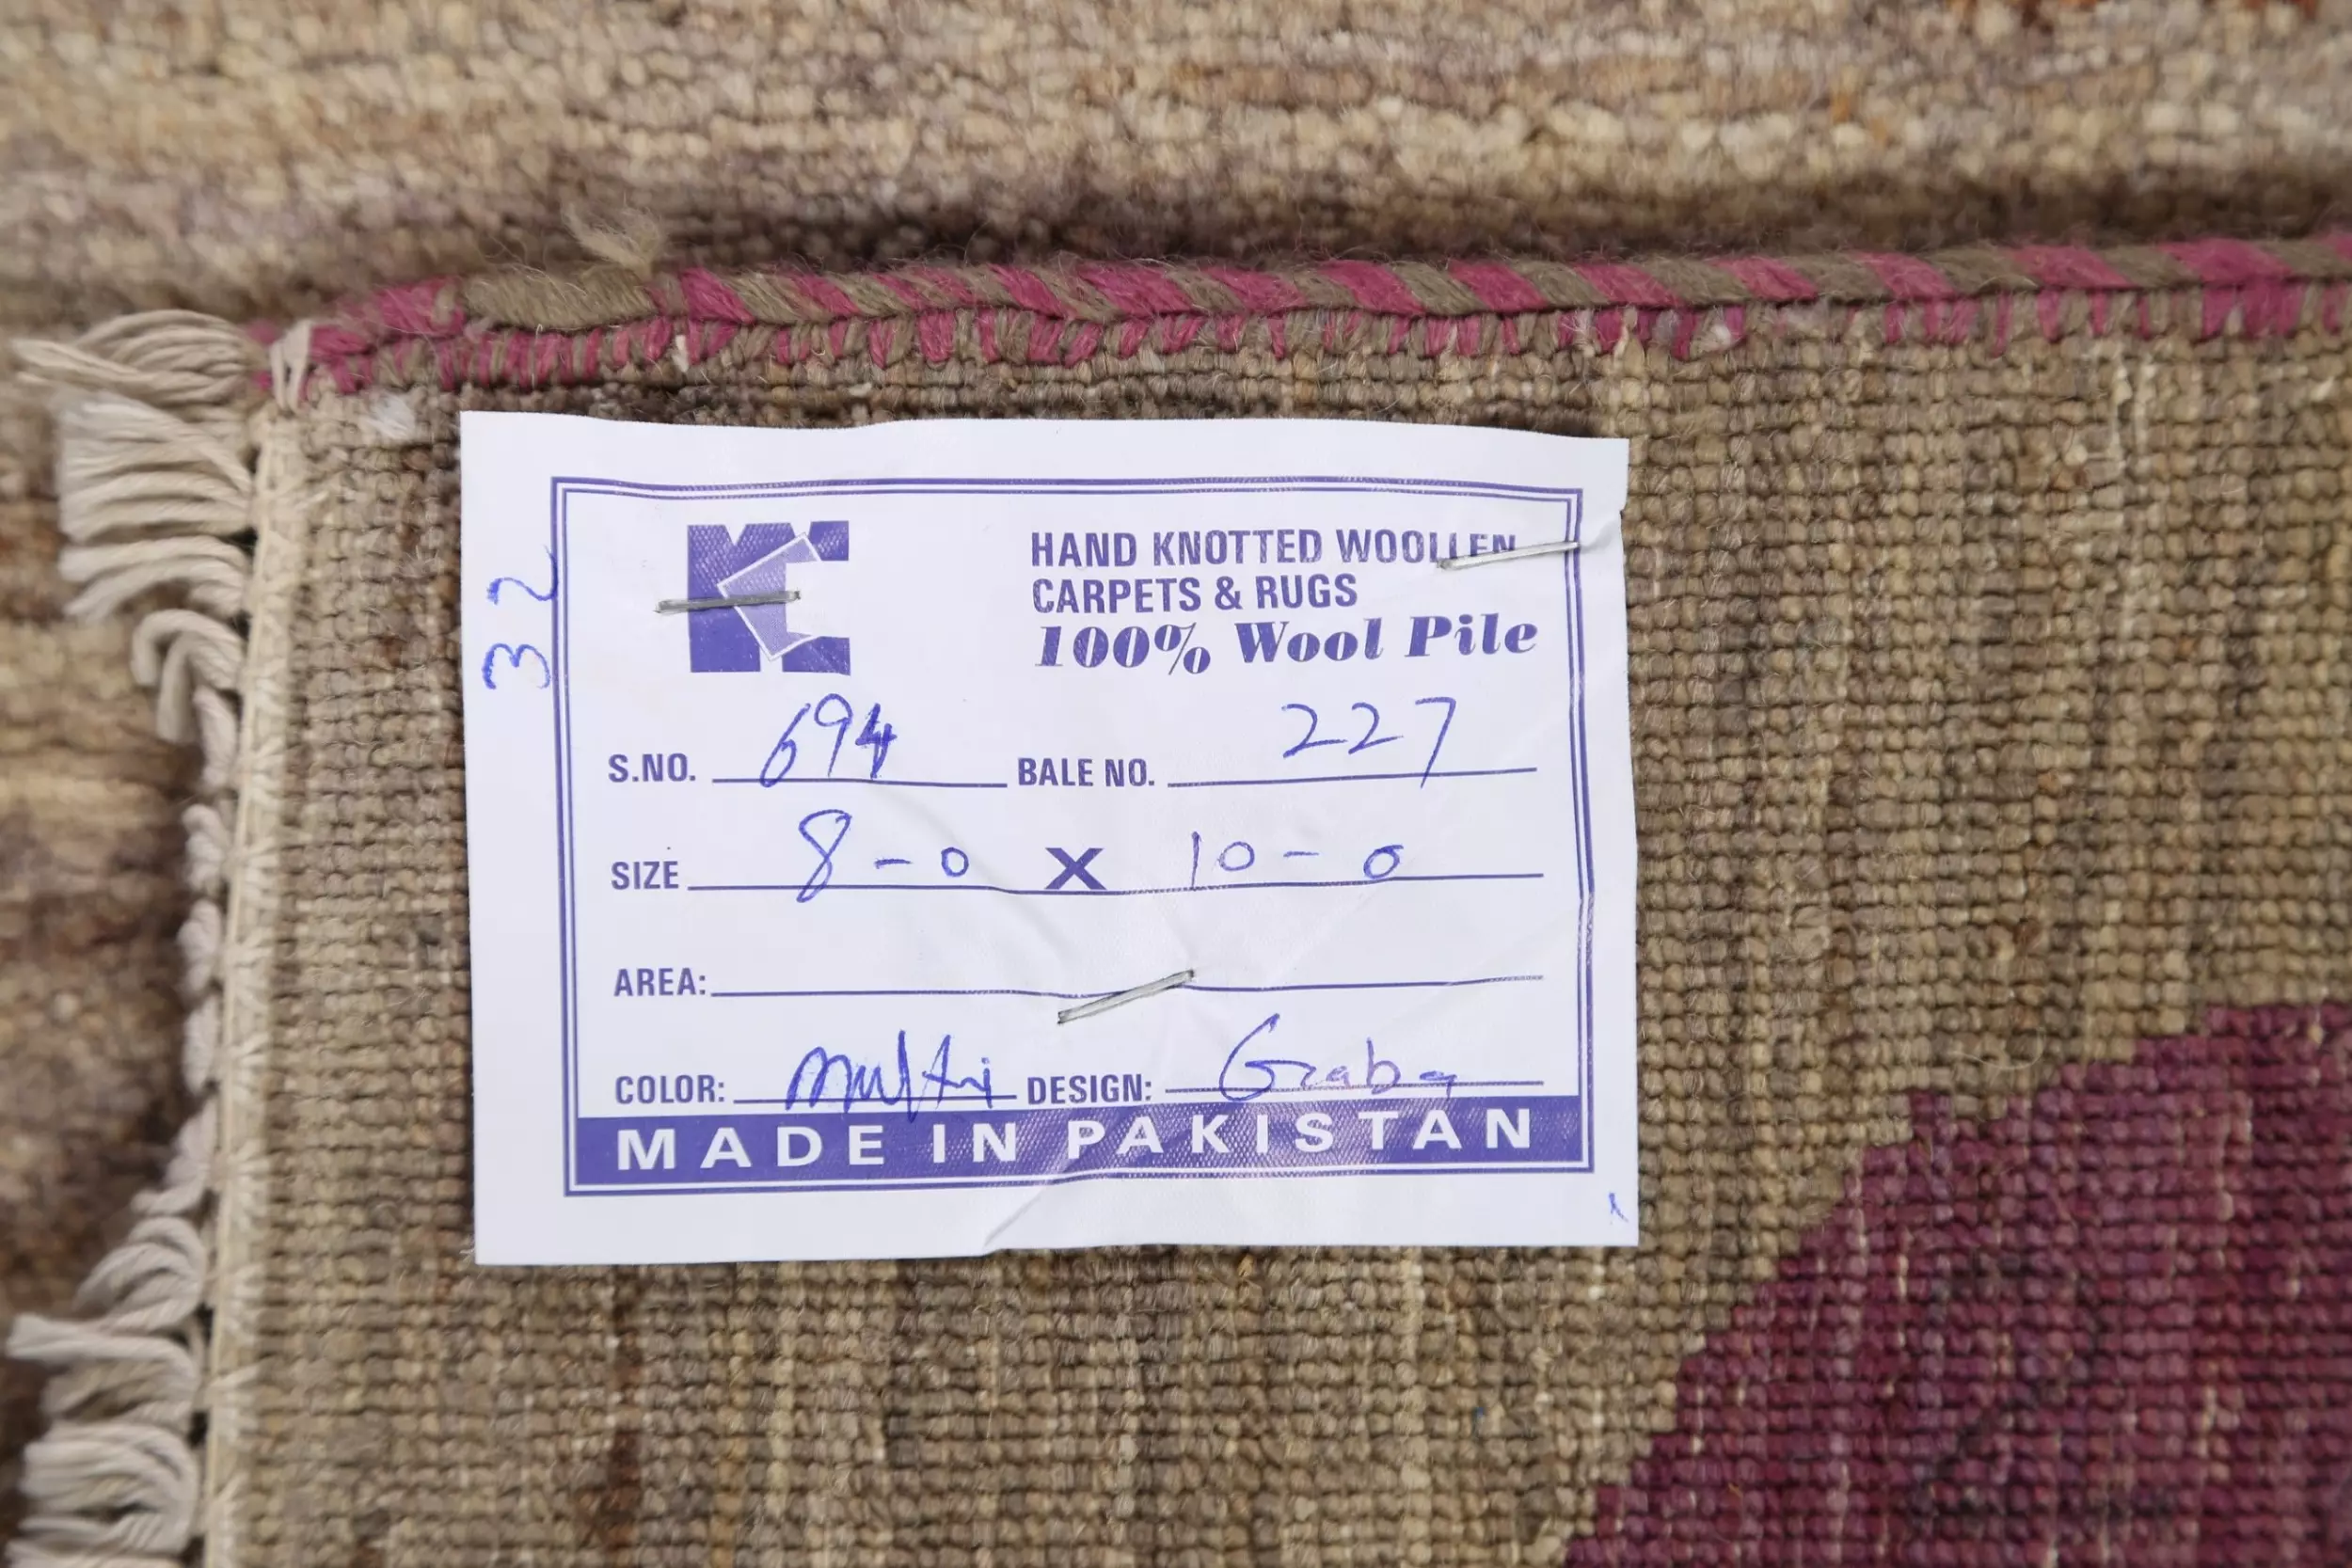 32
HAND KNOTTED WOOLLEN
CARPETS & RUGS
100% Wool Pile
S.NO. 694 BALE NO. 227
SIZE 8-0 X 10-0
AREA:
COLOR: multi DESIGN: Graba
MADE IN PAKISTAN